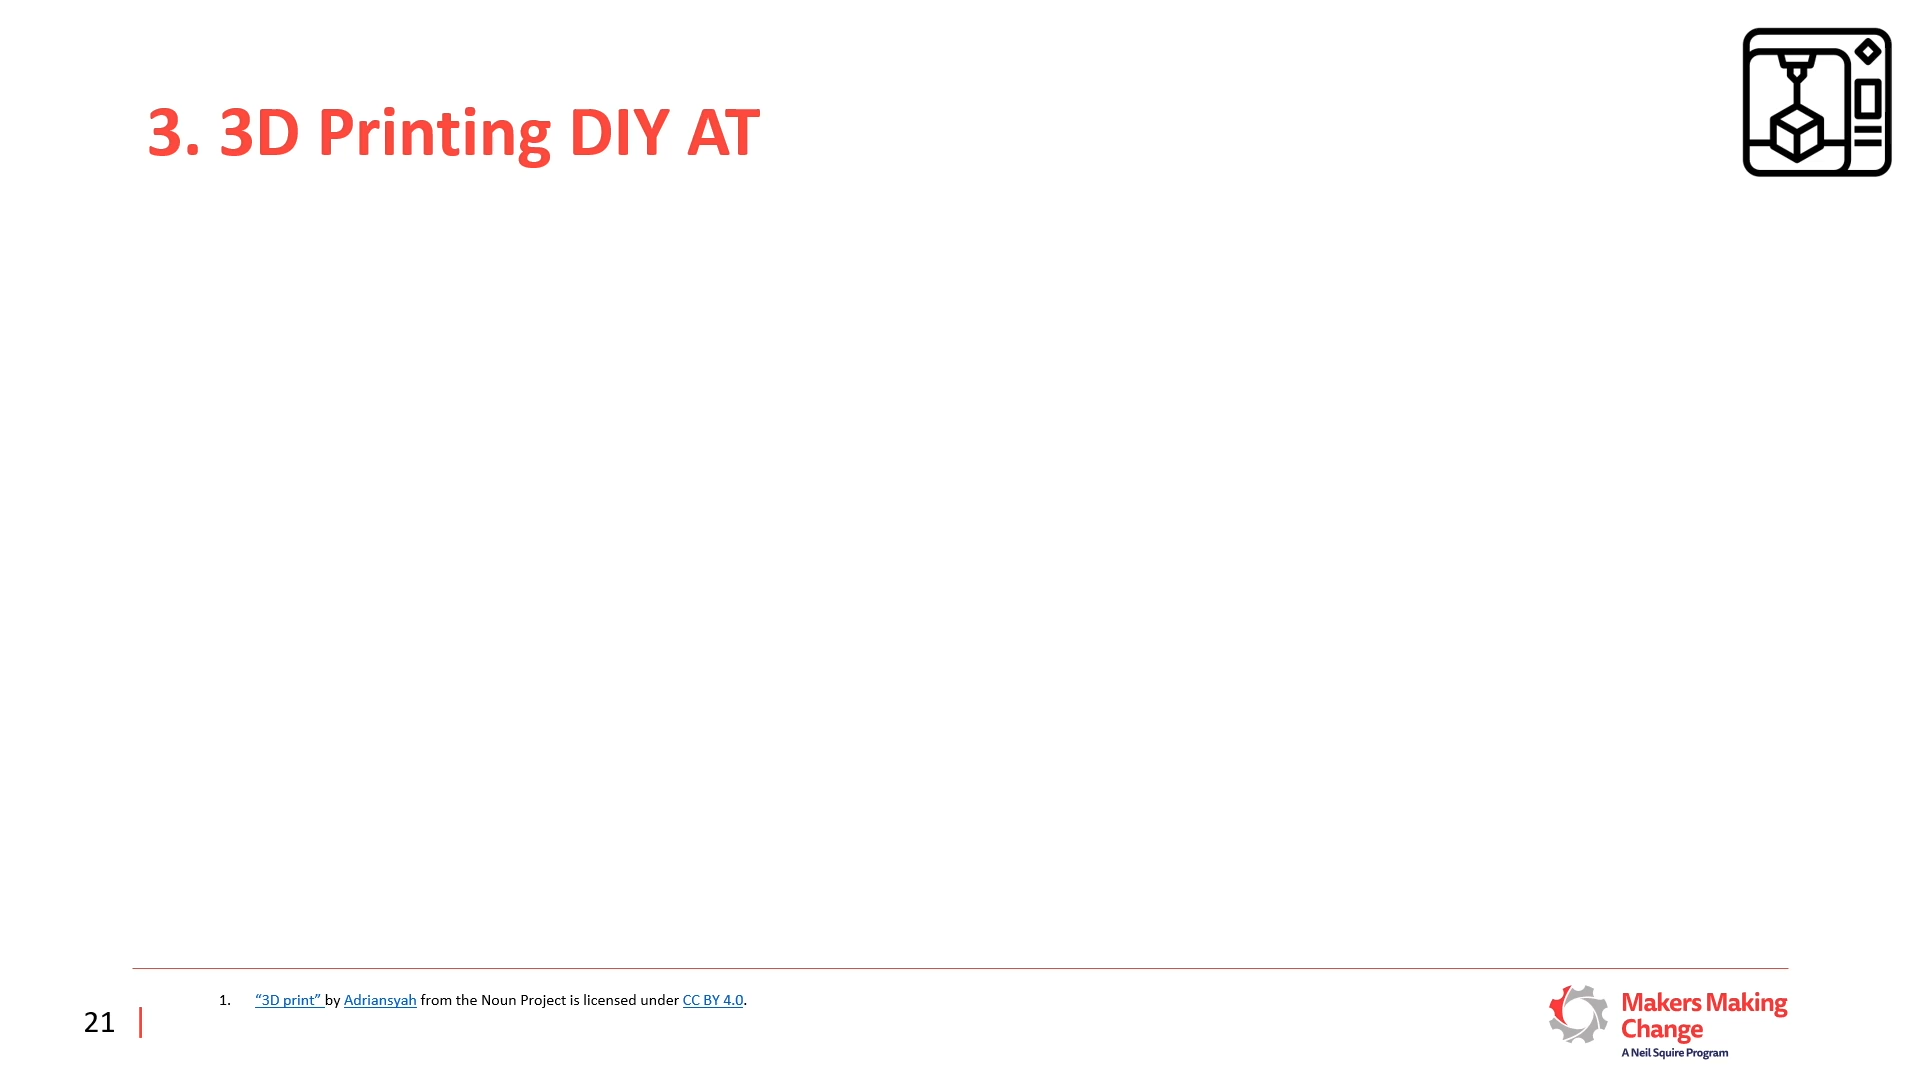 3. 3D Printing DIY AT
1. “3D print” by Adriansyah from the Noun Project is licensed under CC BY 4.0.
21
Makers Making
Change
A Neil Squire Program